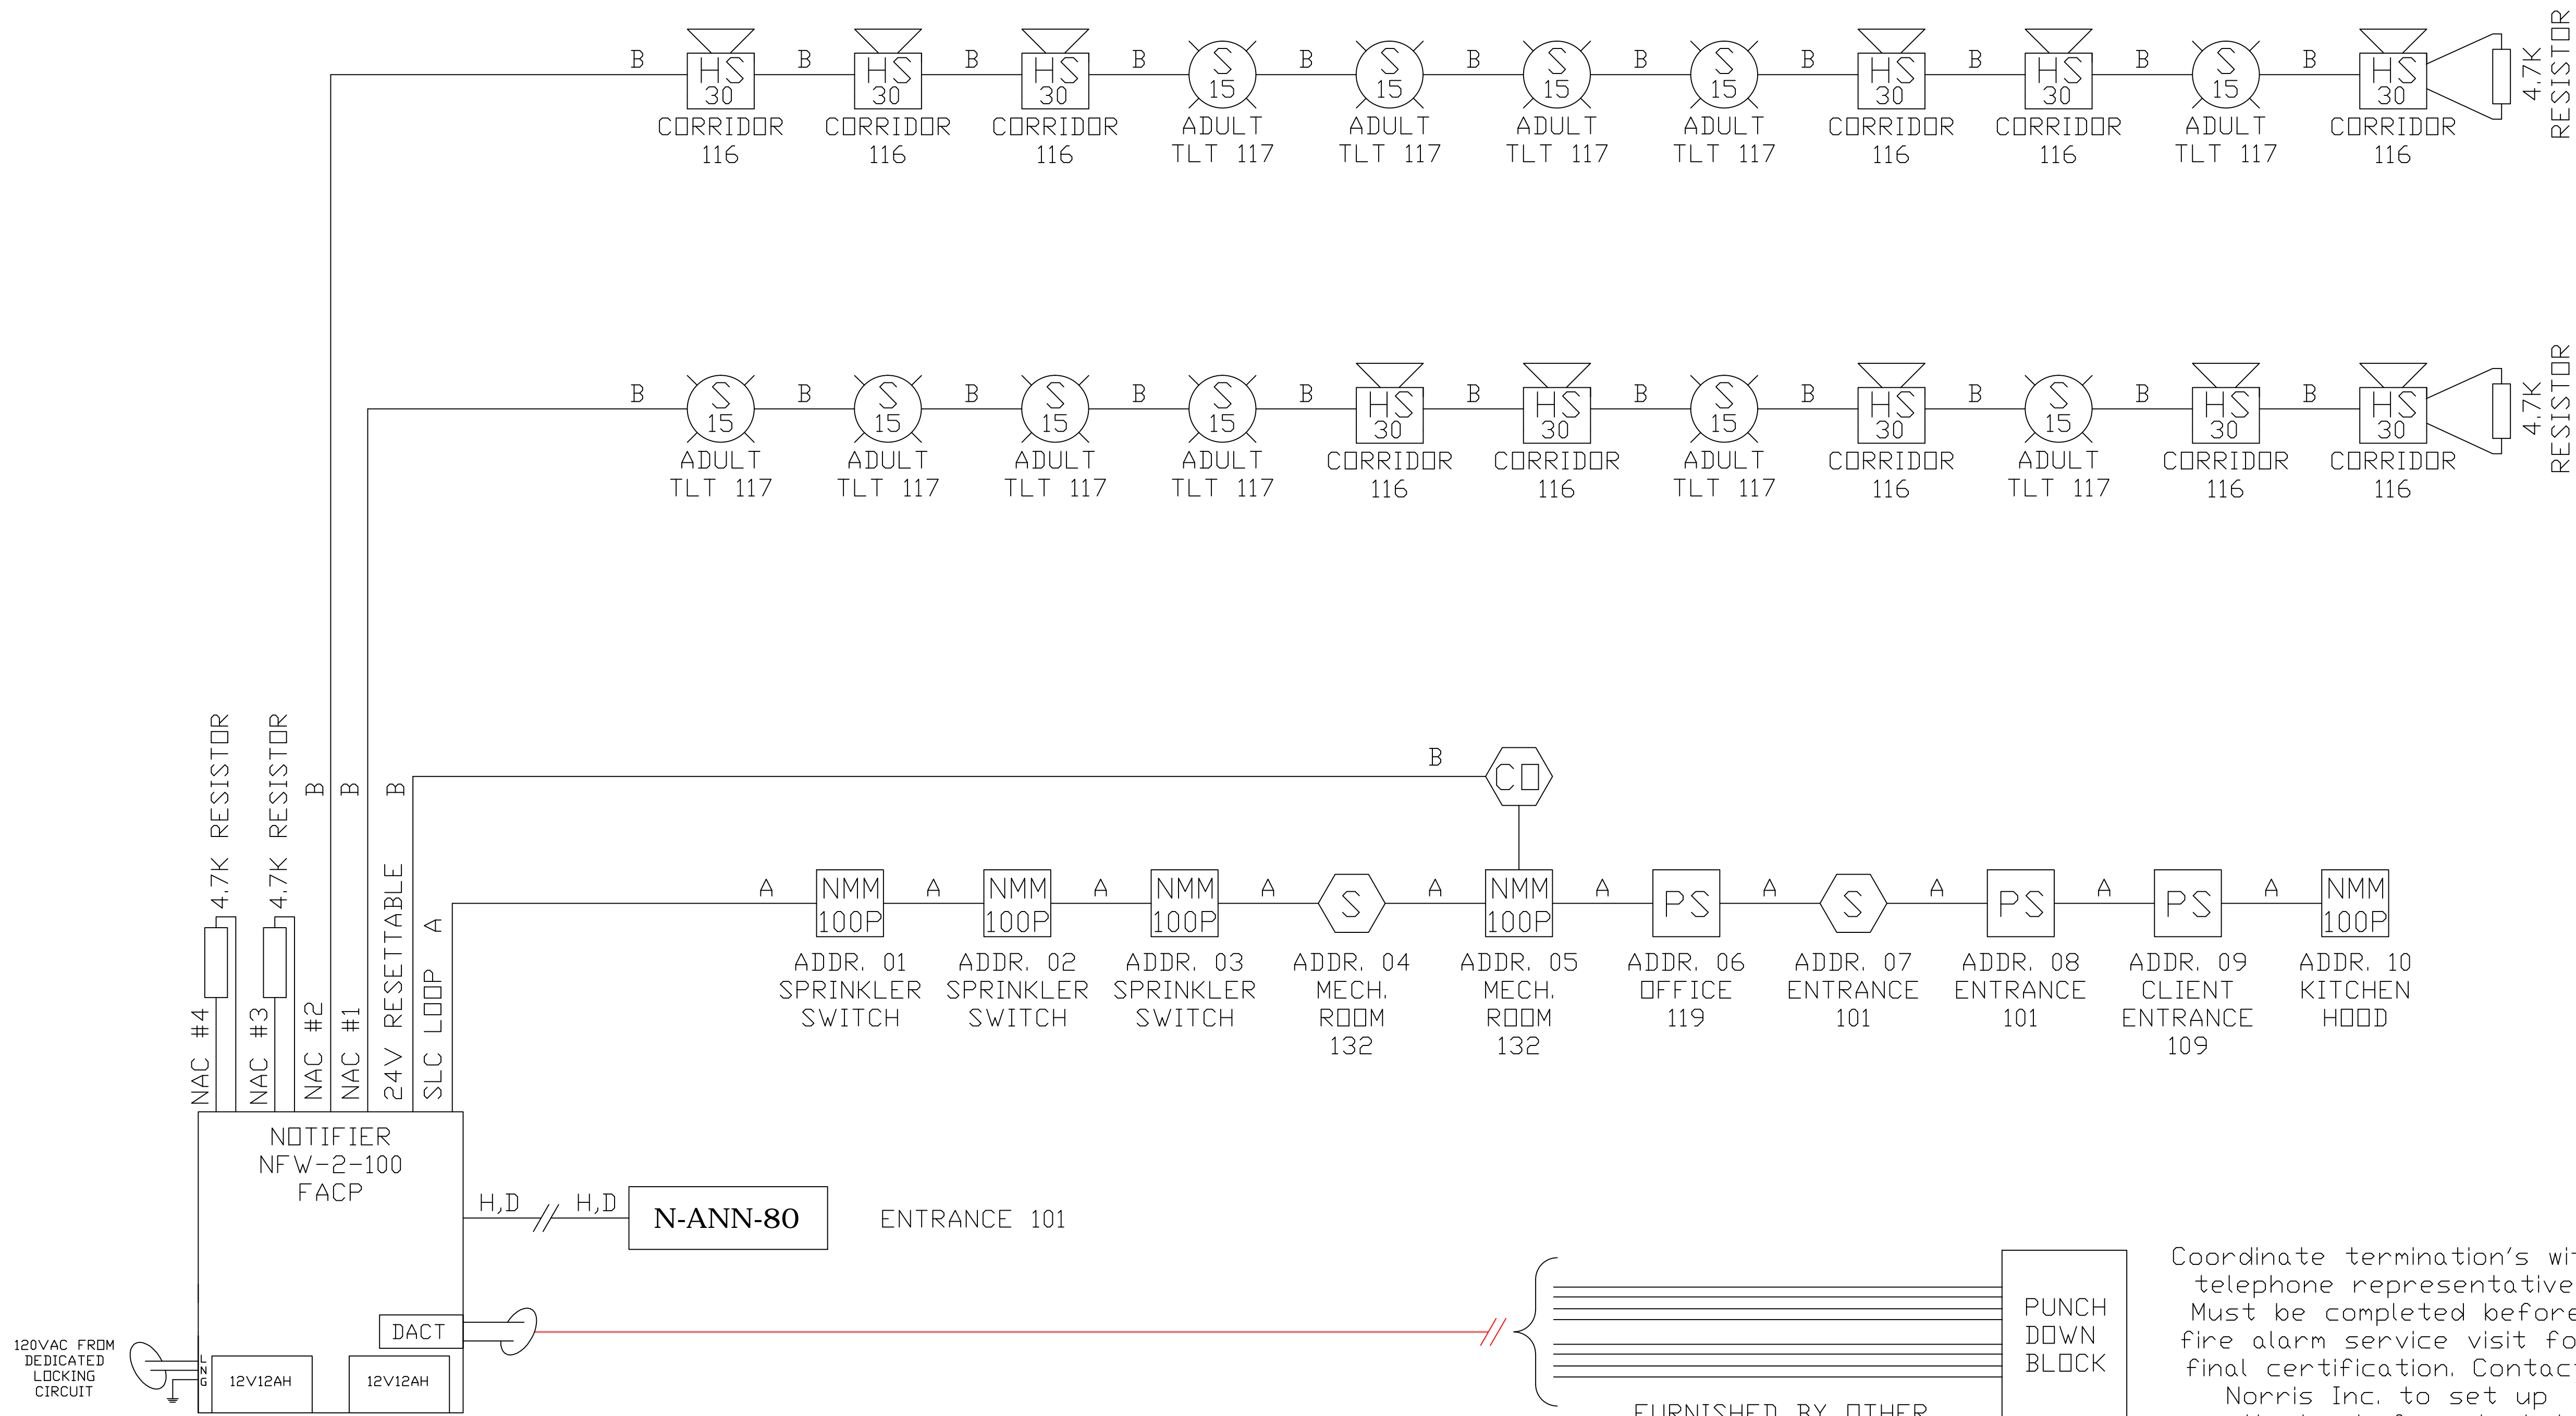 B B B B B B B B B B B
HS 30 HS 30 HS 30 S 15 S 15 S 15 S 15 HS 30 HS 30 S 15 HS 30
CORRIDOR CORRIDOR CORRIDOR ADULT ADULT ADULT ADULT CORRIDOR CORRIDOR ADULT CORRIDOR
116 116 116 TLT 117 TLT 117 TLT 117 TLT 117 116 116 TLT 117 116
4.7K
RESISTOR
B B B B B B B B B B B
S 15 S 15 S 15 S 15 HS 30 HS 30 S 15 HS 30 S 15 HS 30 HS 30
ADULT ADULT ADULT ADULT CORRIDOR CORRIDOR ADULT CORRIDOR ADULT CORRIDOR CORRIDOR
TLT 117 TLT 117 TLT 117 TLT 117 116 116 TLT 117 116 TLT 117 116 116
4.7K
RESISTOR
B
CO
A A A A A A A A A A
NMM NMM NMM S NMM PS S PS PS NMM
100P 100P 100P 100P 100P
ADDR. 01 ADDR. 02 ADDR. 03 ADDR. 04 ADDR. 05 ADDR. 06 ADDR. 07 ADDR. 08 ADDR. 09 ADDR. 10
SPRINKLER SPRINKLER SPRINKLER MECH. MECH. OFFICE ENTRANCE ENTRANCE CLIENT KITCHEN
SWITCH SWITCH SWITCH ROOM ROOM 119 101 101 ENTRANCE HOOD
132 132 109
NAC #4 4.7K RESISTOR
NAC #3 4.7K RESISTOR
NAC #2 B
NAC #1 B
24V RESETTABLE B
SLC LOOP A
NOTIFIER
NFW-2-100
FACP
H,D H,D
N-ANN-80
ENTRANCE 101
DACT
120VAC FROM
DEDICATED
LOCKING
CIRCUIT
L
N
G
12V12AH 12V12AH
PUNCH
DOWN
BLOCK
FURNISHED BY OTHER
Coordinate termination's wit
telephone representative
Must be completed before
fire alarm service visit fo
final certification. Contac
Norris Inc. to set up